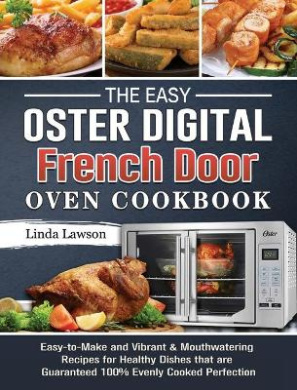 THE EASY
OSTER DIGITAL
French Door
OVEN COOKBOOK
Linda Lawson
Oster
Easy-to-Make and Vibrant & Mouthwatering
Recipes for Healthy Dishes that are
Guaranteed 100% Evenly Cooked Perfection